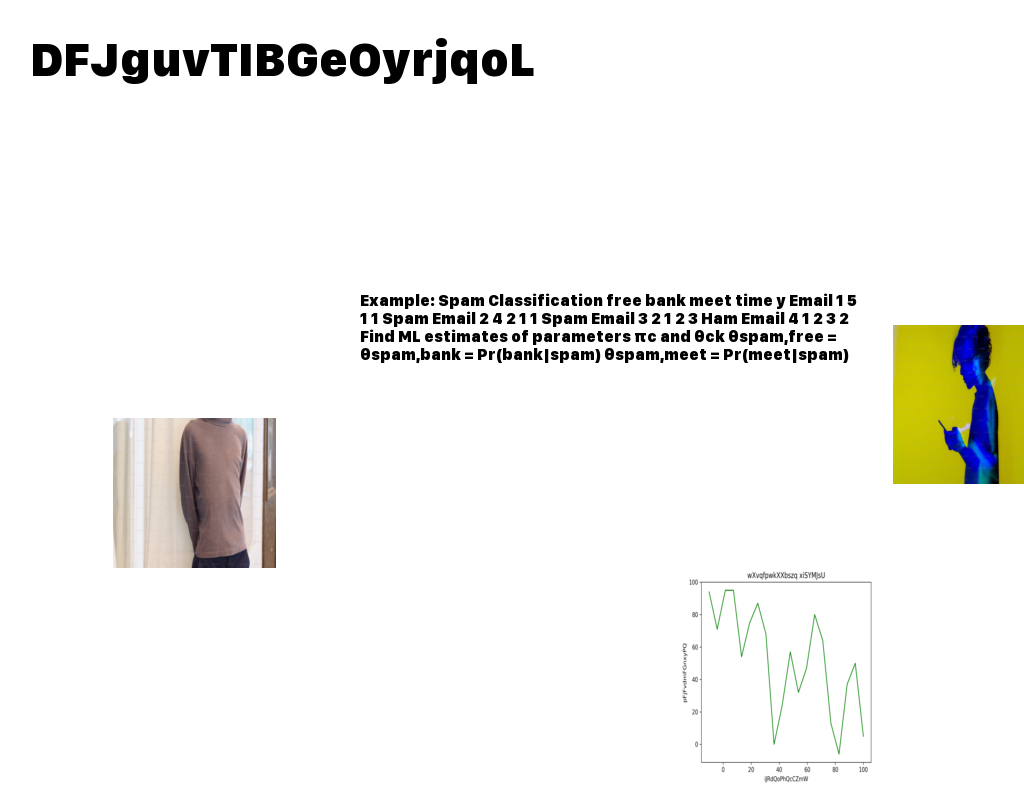 DFJguvTIBGeOyrjqoL
Example: Spam Classification free bank meet time y Email 1 5
1 1 Spam Email 2 4 2 1 1 Spam Email 3 2 1 2 3 Ham Email 4 1 2 3 2
Find ML estimates of parameters πc and θck θspam,free =
θspam,bank = Pr(bank|spam) θspam,meet = Pr(meet|spam)
wXvqfpwkXXbszq xiSYMJsU
100
80
60
40
20
0
0 20 40 60 80 100
ijRdQoPhQcCZmW